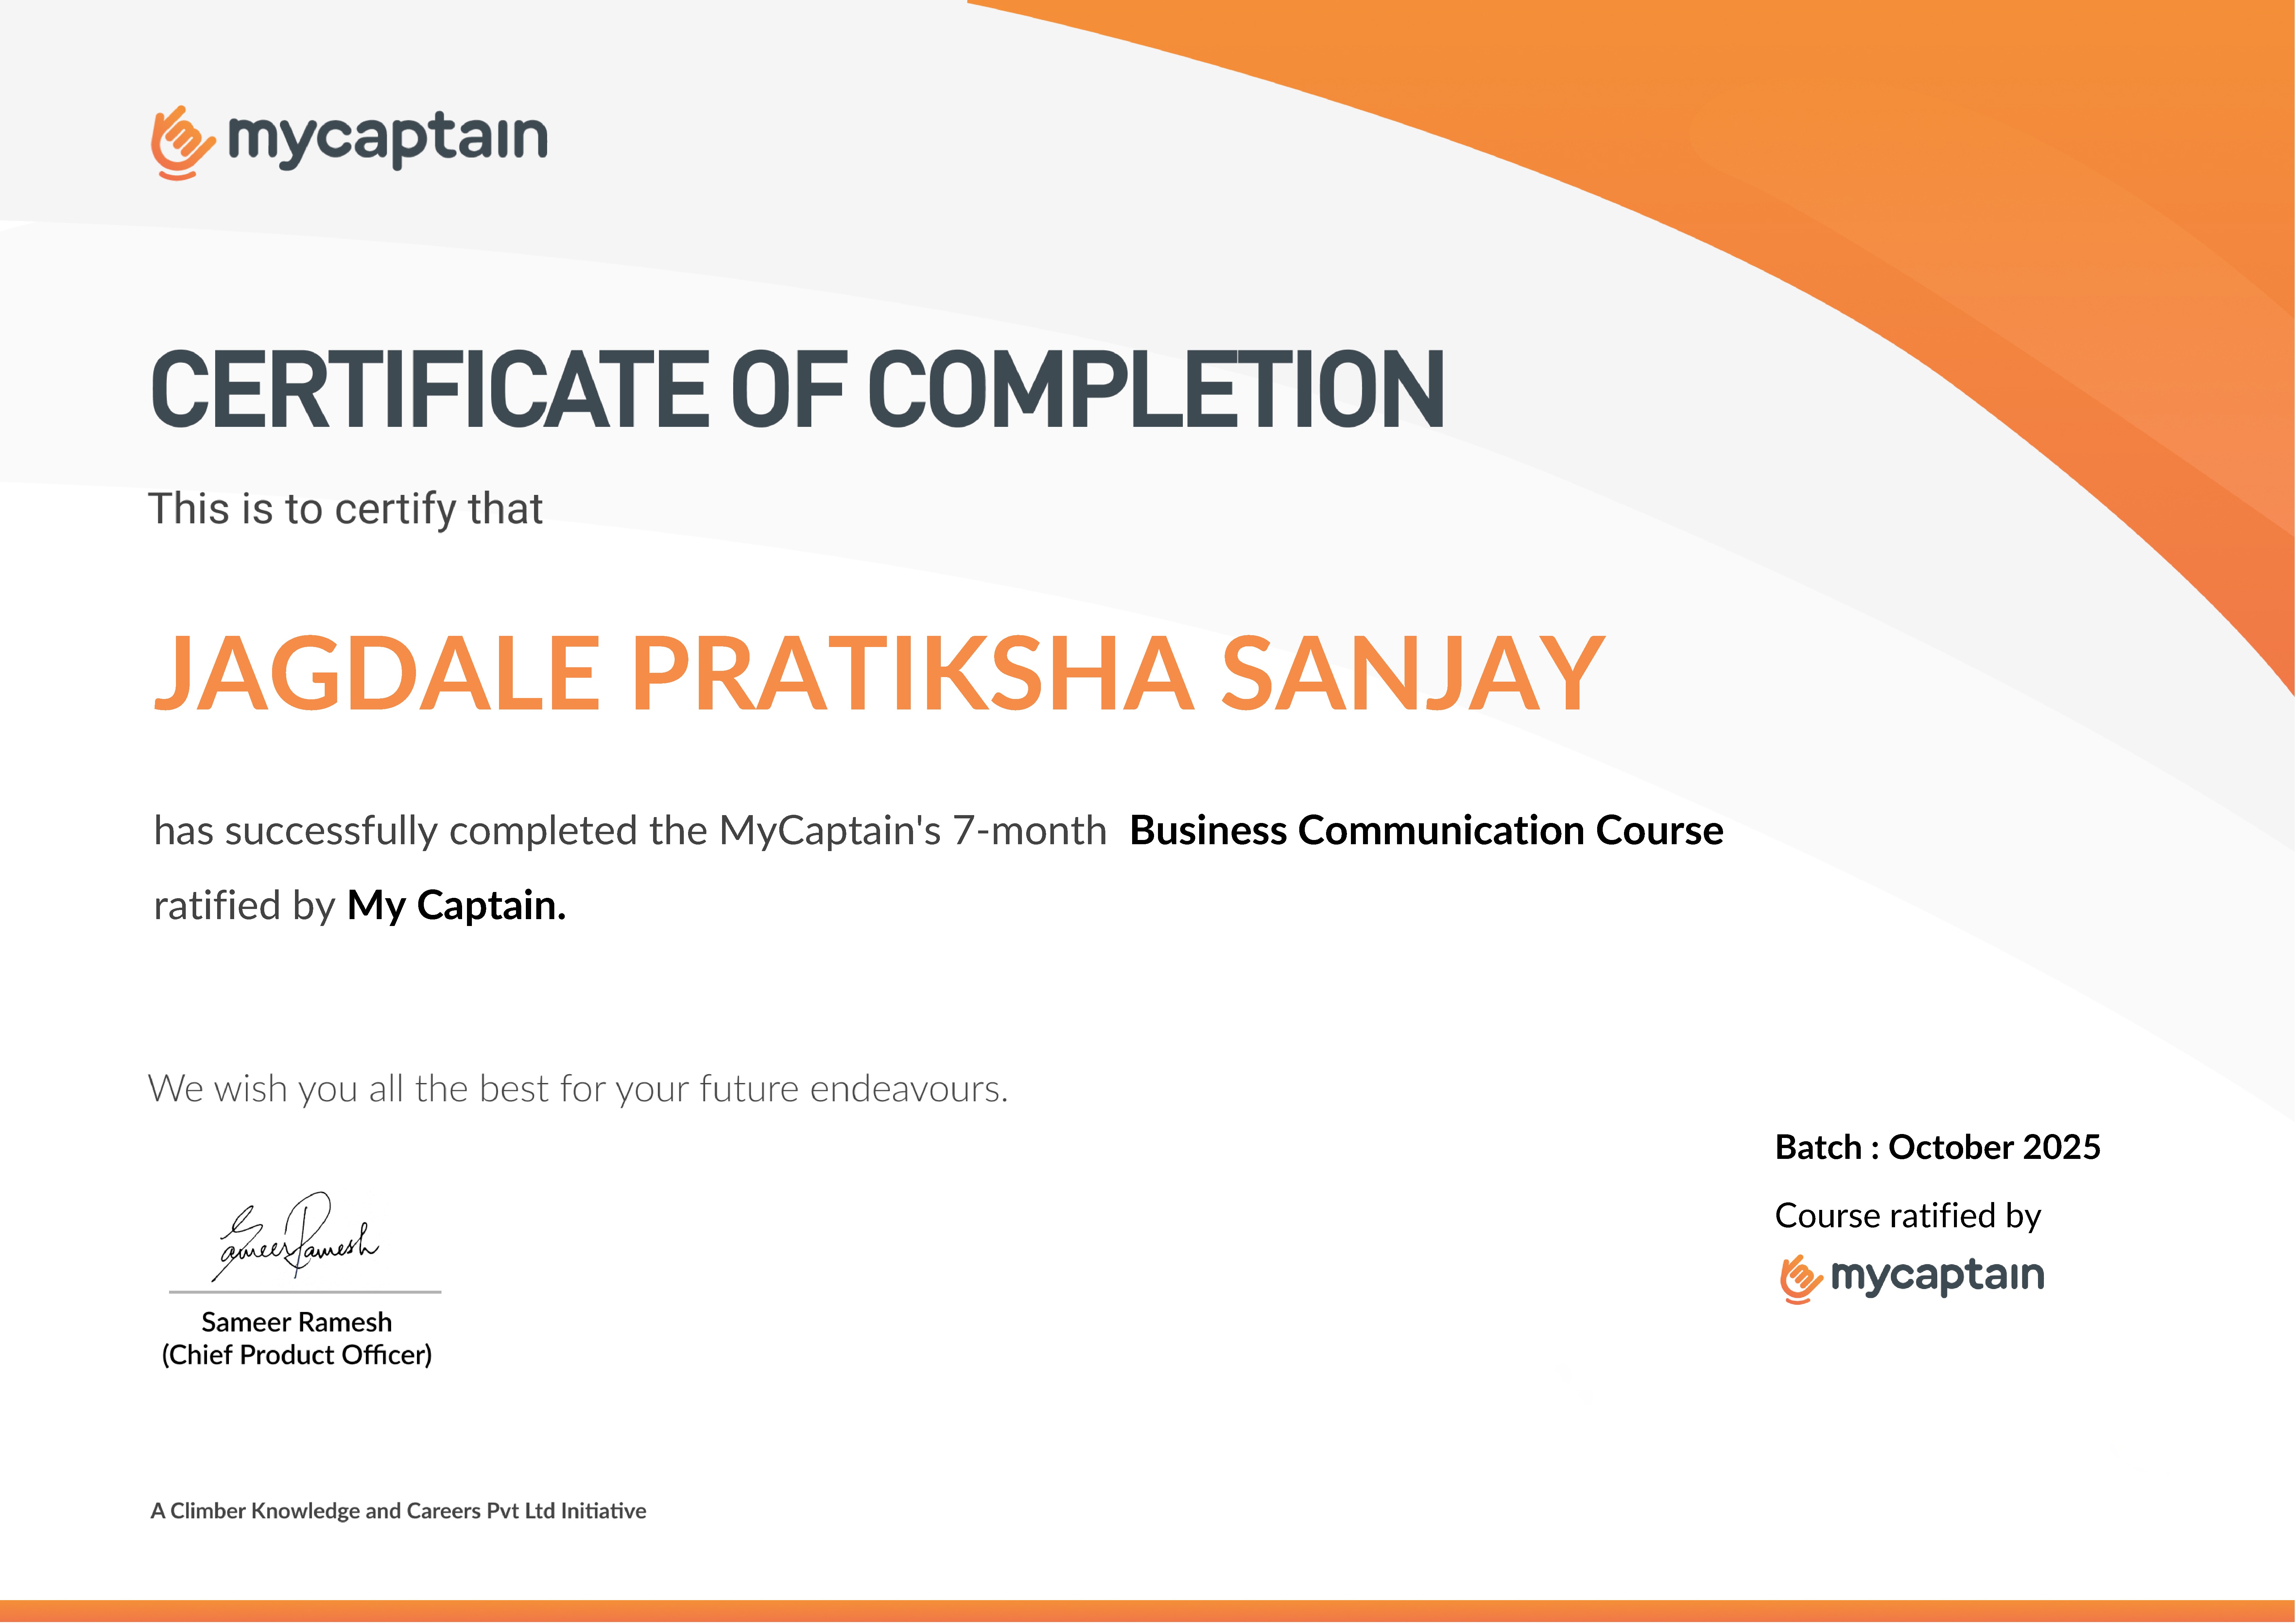 mycaptain
CERTIFICATE OF COMPLETION
This is to certify that
JAGDALE PRATIKSHA SANJAY
has successfully completed the MyCaptain's 7-month Business Communication Course
ratified by My Captain.
We wish you all the best for your future endeavours.
Batch : October 2025
Course ratified by
mycaptain
Sameer Ramesh
Sameer Ramesh
(Chief Product Officer)
A Climber Knowledge and Careers Pvt Ltd Initiative